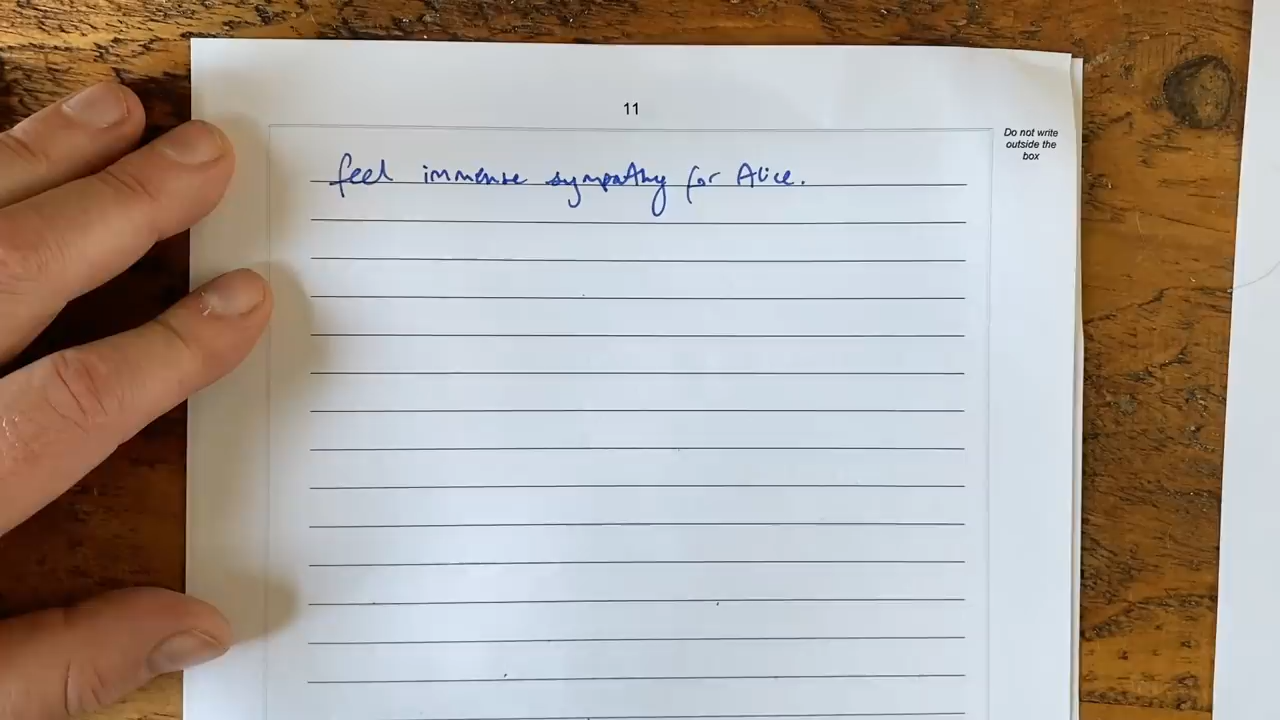 11
Do not write
outside the
box
feel immense sympathy for Alice.